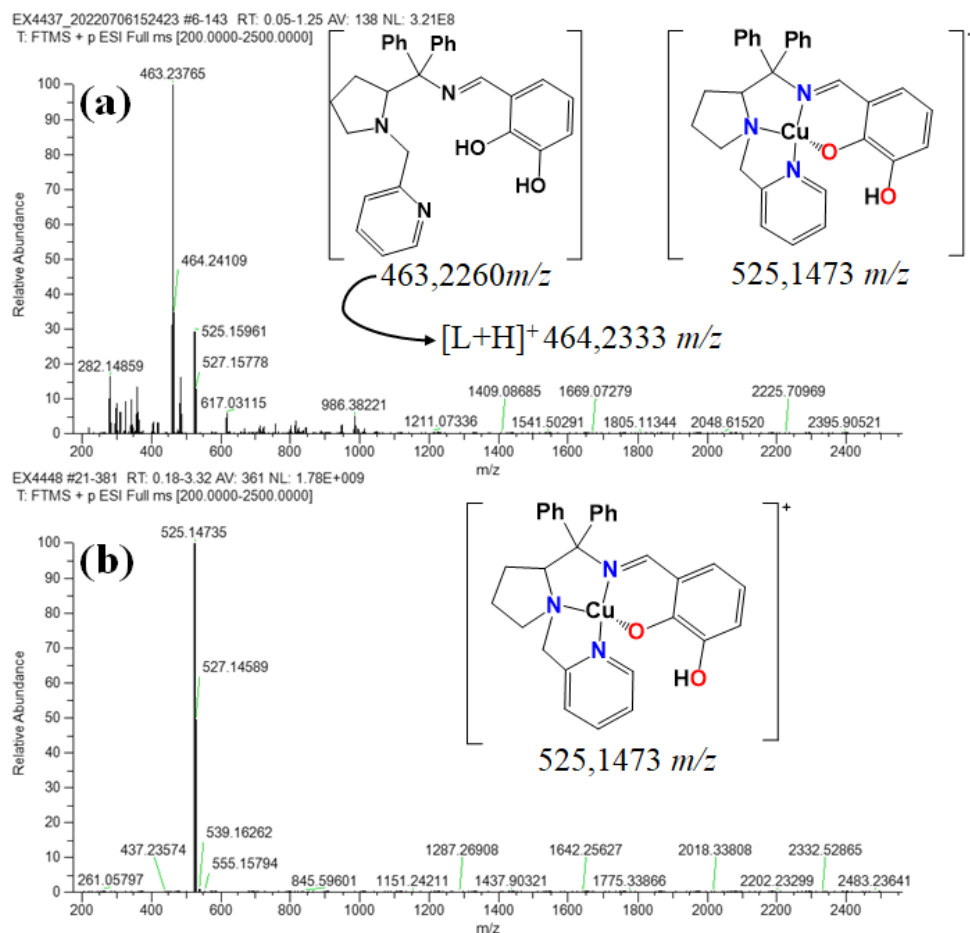 EX4437_20220706152423 #6-143 RT: 0.05-1.25 AV: 138 NL: 3.21E8
T: FTMS + p ESI Full ms [200.0000-2500.0000]
(a)
Relative Abundance
100
90
80
70
60
50
40
30
20
10
0
463.23765
464.24109
525.15961
527.15778
282.14859
617.03115
986.38221
1211.07336
1409.08685
1541.50291
1669.07279
1805.11344
2048.61520
2225.70969
2395.90521
200 400 600 800 1000 1200 1400 1600 1800 2000 2200 2400
m/z
Ph Ph
N
N
HO
HO
N
463,2260m/z
[L+H]+ 464,2333 m/z
Ph Ph
N
N Cu
O
N
HO
525,1473 m/z
EX4448 #21-381 RT: 0.18-3.32 AV: 361 NL: 1.78E+009
T: FTMS + p ESI Full ms [200.0000-2500.0000]
(b)
Relative Abundance
100
90
80
70
60
50
40
30
20
10
0
525.14735
527.14589
539.16262
437.23574
555.15794
261.05797
845.59601
1151.24211
1287.26908
1437.90321
1642.25627
1775.33866
2018.33808
2202.23299
2332.52865
2483.23641
200 400 600 800 1000 1200 1400 1600 1800 2000 2200 2400
m/z
Ph Ph
+
N
N Cu
O
N
HO
525,1473 m/z